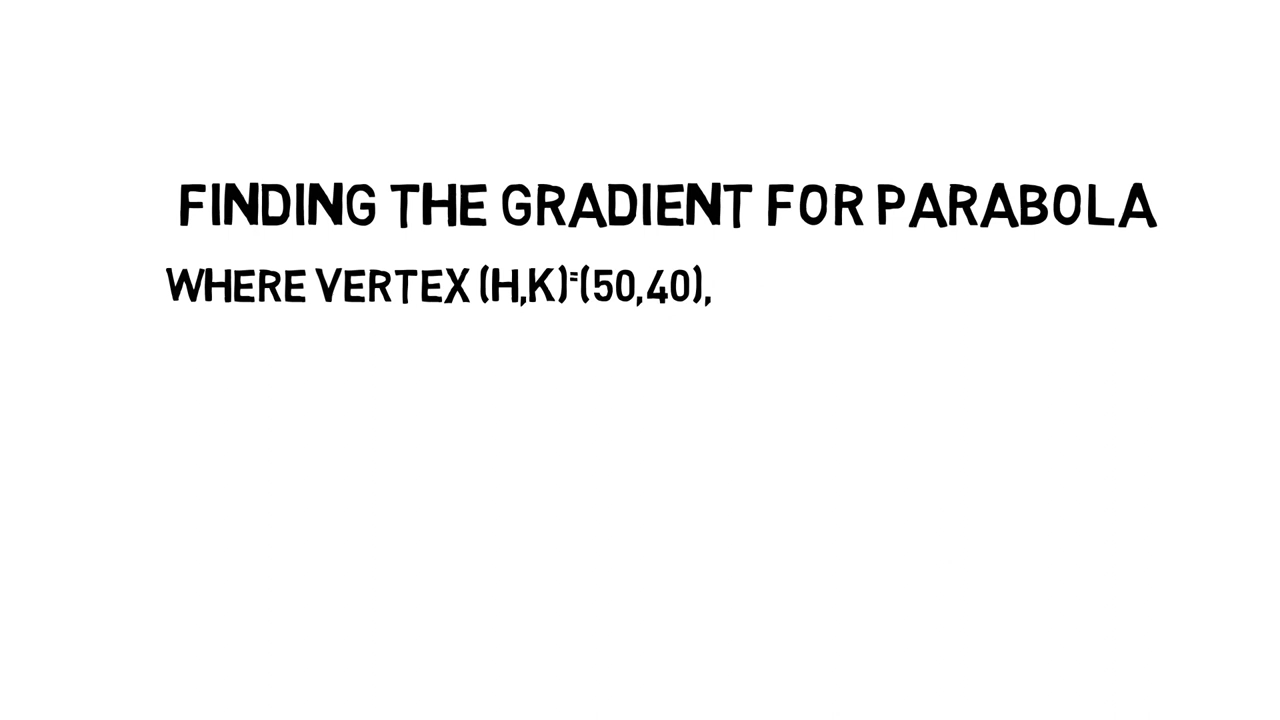 FINDING THE GRADIENT FOR PARABOLA
WHERE VERTEX (H,K)=(50,40),